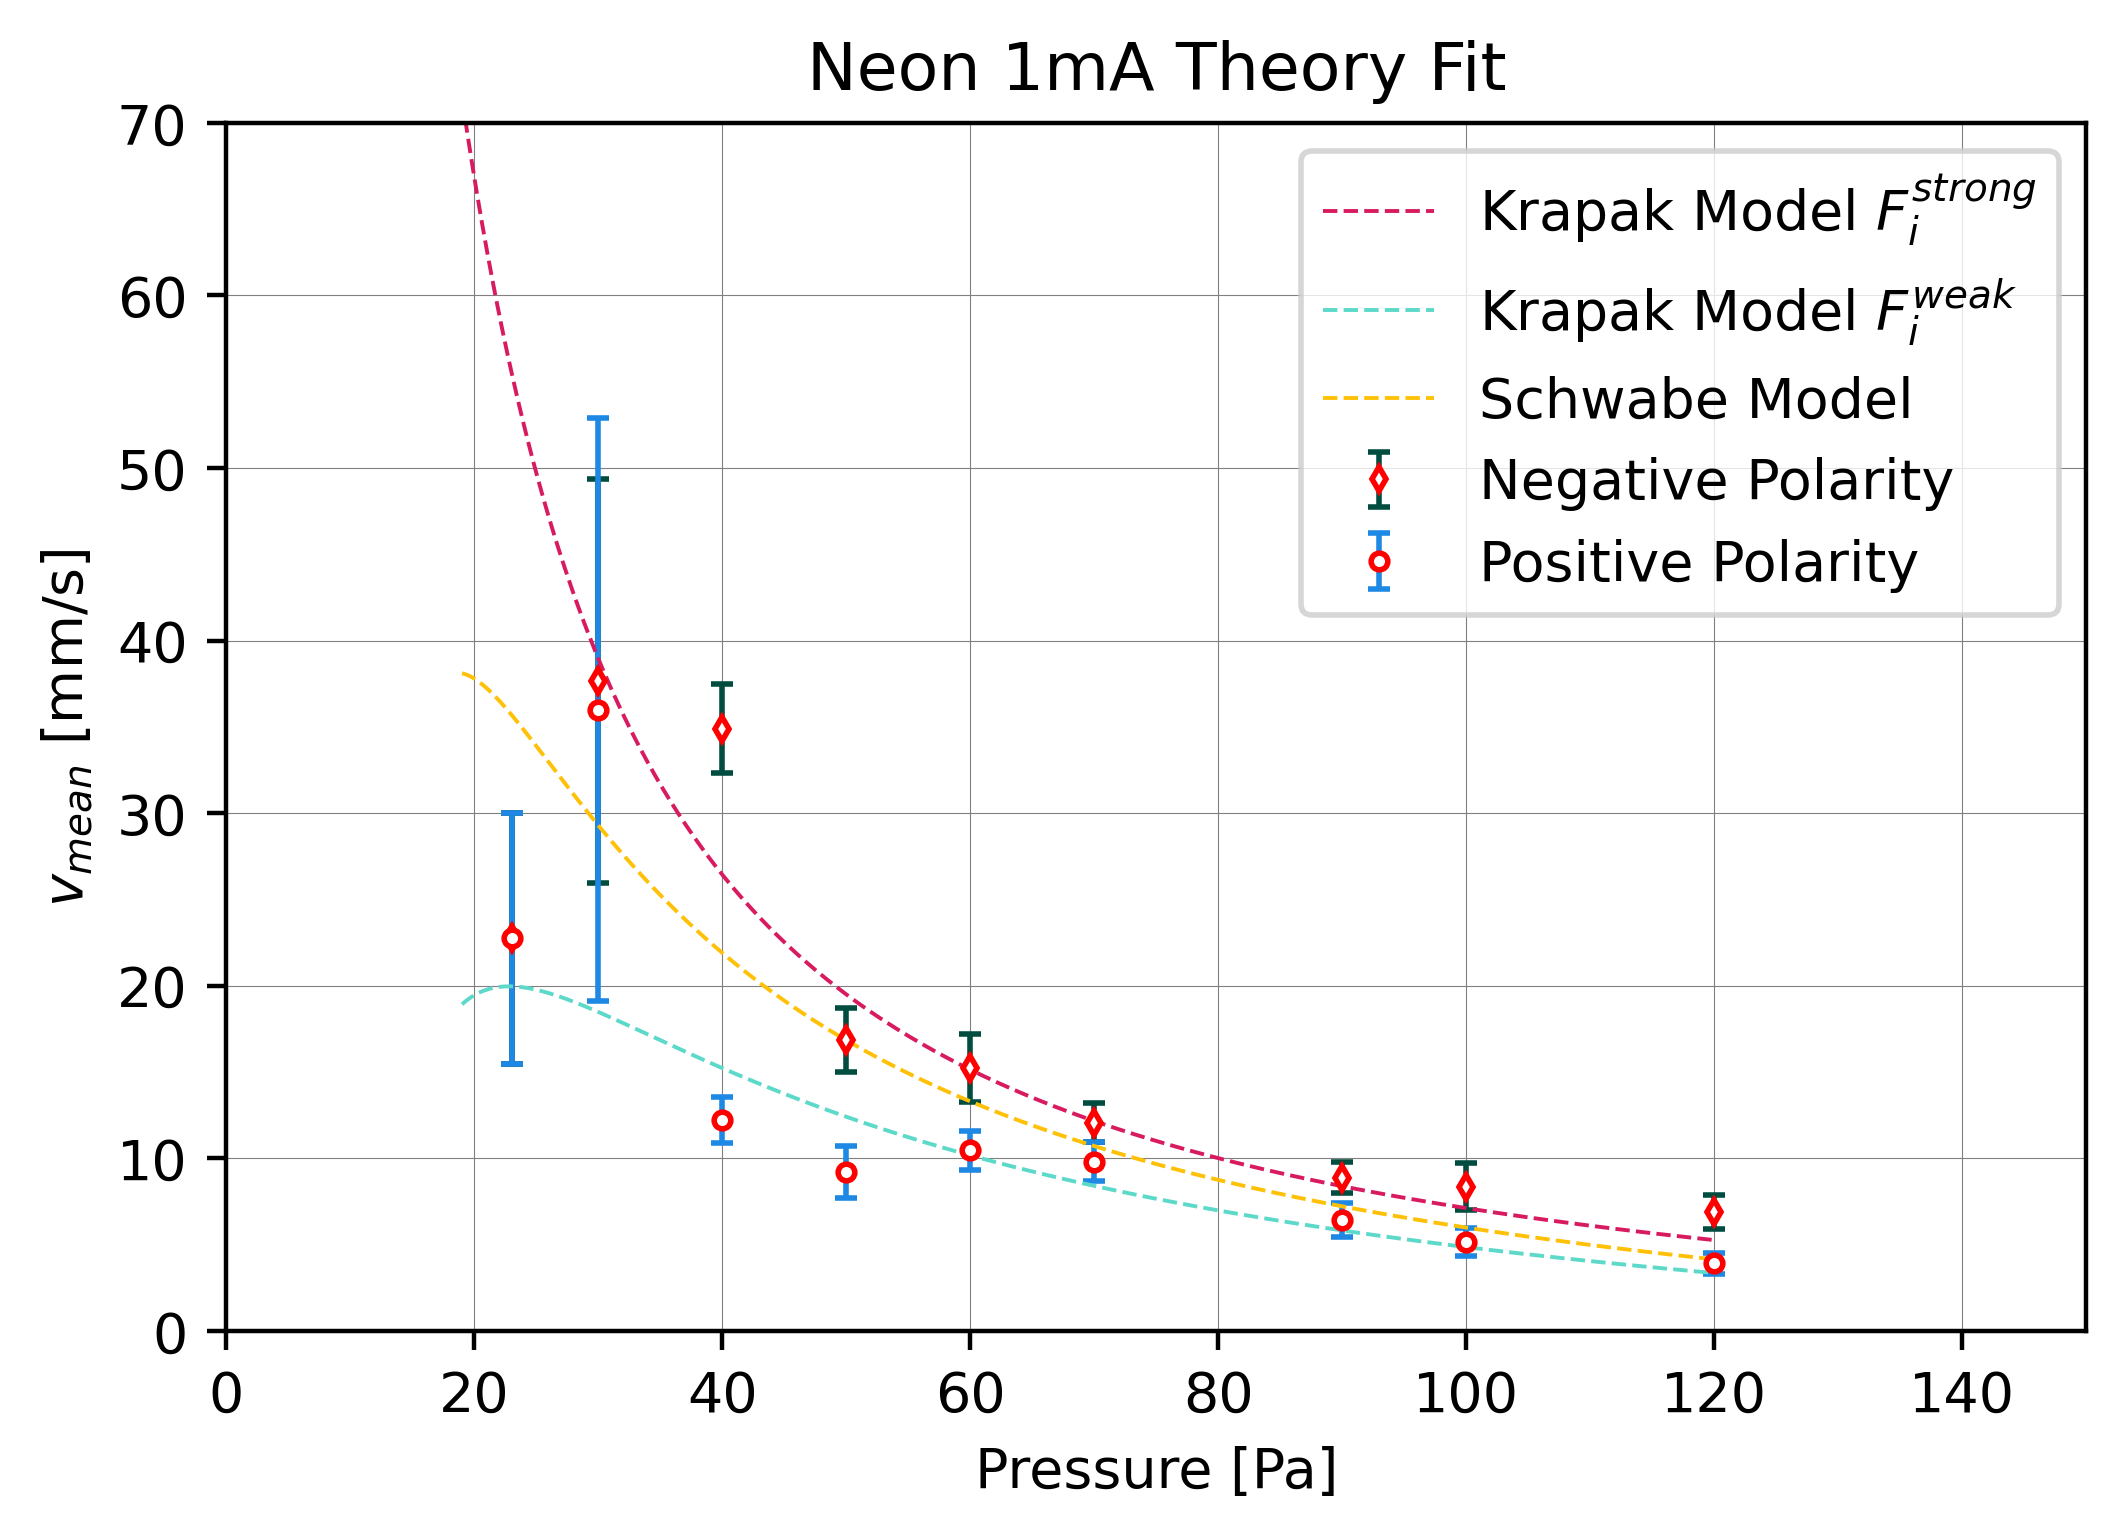 Neon 1mA Theory Fit
70
60
50
40
30
20
10
0
v_mean [mm/s]
0 20 40 60 80 100 120 140
Pressure [Pa]
Krapak Model F_i^strong
Krapak Model F_i^weak
Schwabe Model
Negative Polarity
Positive Polarity